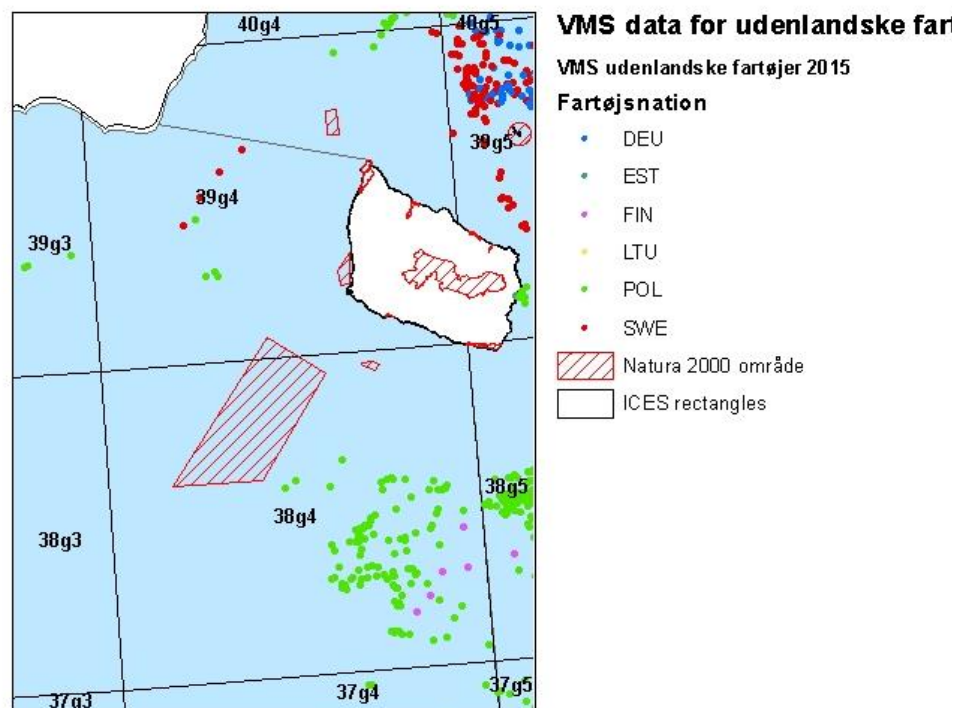 VMS data for udenlandske fart
VMS udenlandske fartøjer 2015
Fartøjsnation
DEU
EST
FIN
LTU
POL
SWE
Natura 2000 område
ICES rectangles
40g4
40g5
39g5
39g4
39g3
38g5
38g4
38g3
37g5
37g4
37g3